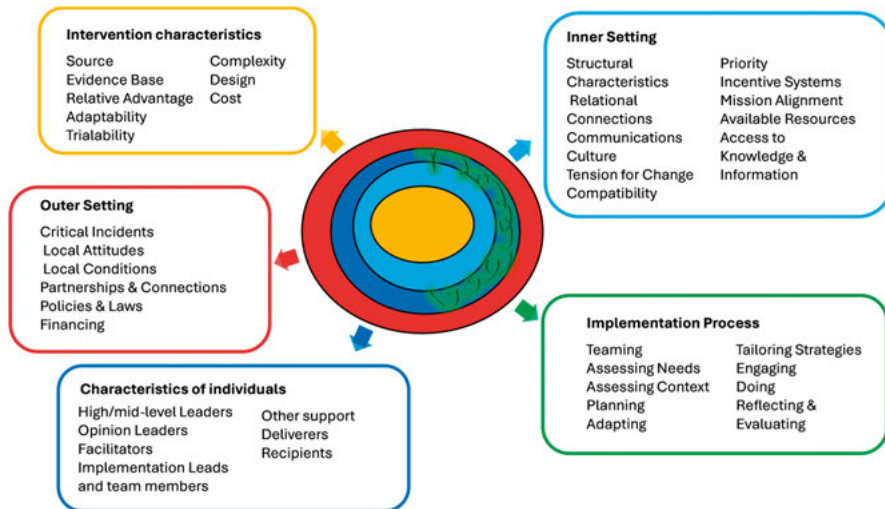 Intervention characteristics
Source
Evidence Base
Relative Advantage
Adaptability
Trialability
Complexity
Design
Cost
Inner Setting
Structural
Characteristics
Relational
Connections
Communications
Culture
Tension for Change
Compatibility
Priority
Incentive Systems
Mission Alignment
Available Resources
Access to
Knowledge &
Information
Outer Setting
Critical Incidents
Local Attitudes
Local Conditions
Partnerships & Connections
Policies & Laws
Financing
Characteristics of individuals
High/mid-level Leaders
Opinion Leaders
Facilitators
Implementation Leads
and team members
Other support
Deliverers
Recipients
Implementation Process
Teaming
Assessing Needs
Assessing Context
Planning
Adapting
Tailoring Strategies
Engaging
Doing
Reflecting &
Evaluating